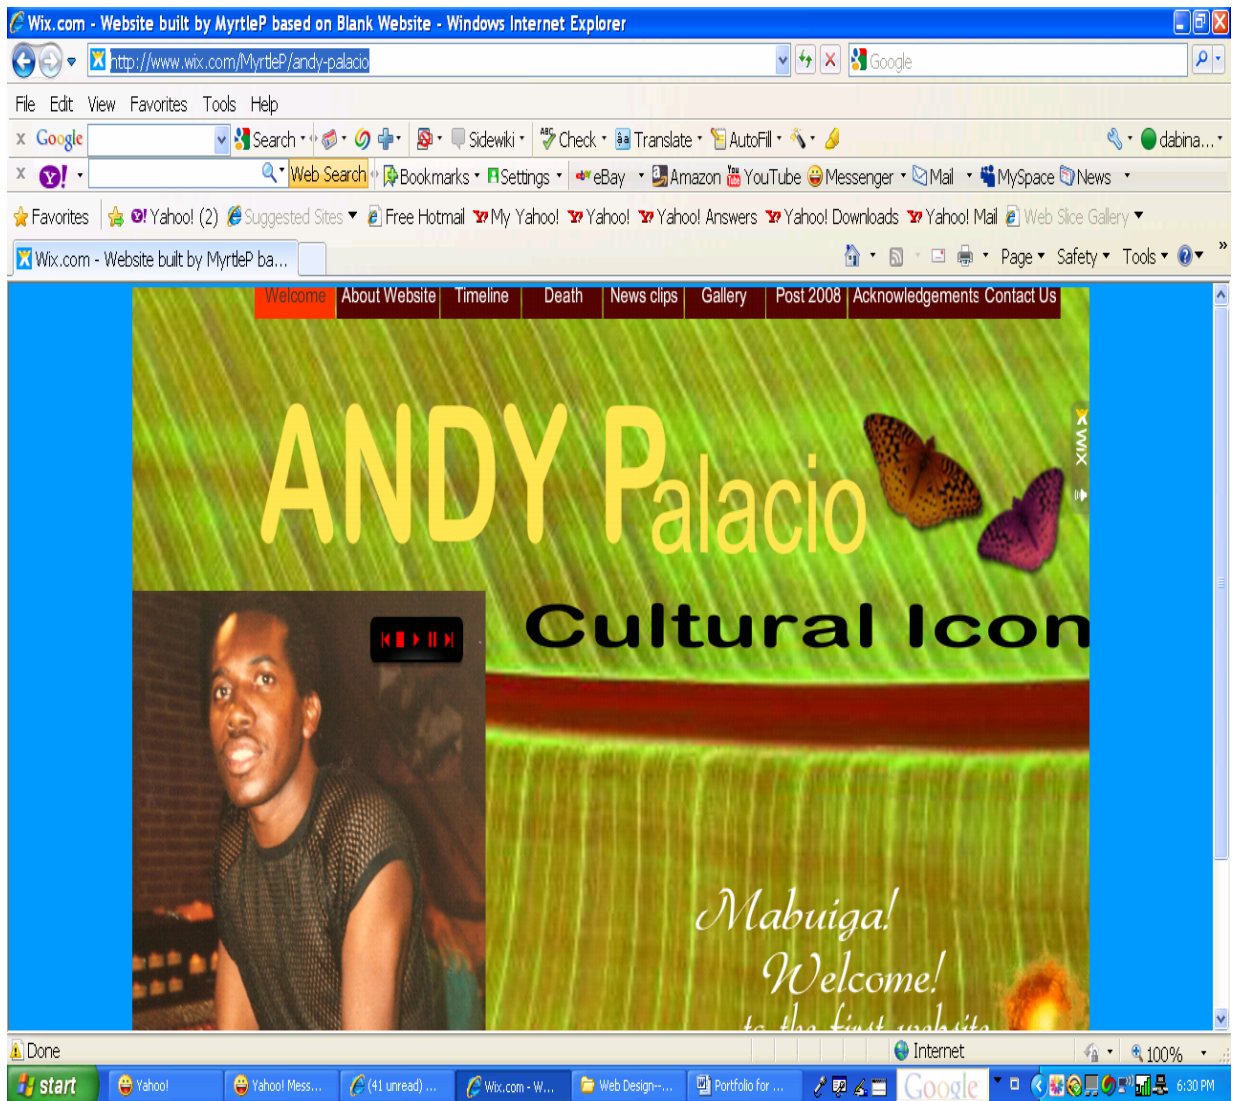 Wix.com - Website built by MyrtleP based on Blank Website - Windows Internet Explorer
http://www.wix.com/MyrtleP/andy-palacio
Google
File Edit View Favorites Tools Help
x Google Search Sidewiki ABC Check Translate AutoFill dabina...
x Y! Web Search Bookmarks Settings eBay Amazon YouTube Messenger Mail MySpace News
Favorites Yahoo! (2) Suggested Sites Free Hotmail My Yahoo! Yahoo! Yahoo! Answers Yahoo! Downloads Yahoo! Mail Web Slice Gallery
Wix.com - Website built by MyrtleP ba... Page Safety Tools »
Welcome About Website Timeline Death News clips Gallery Post 2008 Acknowledgements Contact Us
ANDY Palacio
WiX
Cultural Icon
Mabuiga!
Welcome!
to the first website
Done Internet 100%
start Yahoo! Yahoo! Mess... (41 unread) ... Wix.com - W... Web Design--... Portfolio for ... Google 6:30 PM